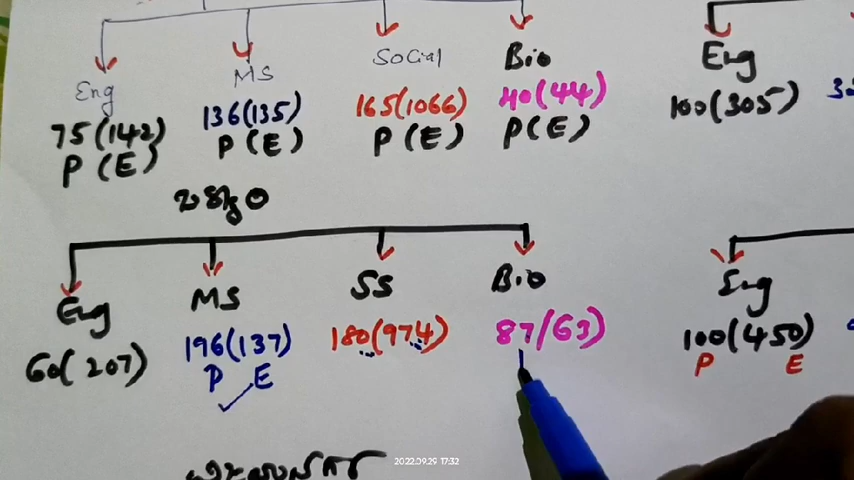 Eng MS Social Bio Eng
75(142) 136(135) 165(1066) 40(44) 100(305)
P (E) P (E) P (E) P(E)
Eng MS SS Bio Eng
60(207) 196(137) 180(974) 87/63) 100(450)
P E P E
2022.09.29 17:32